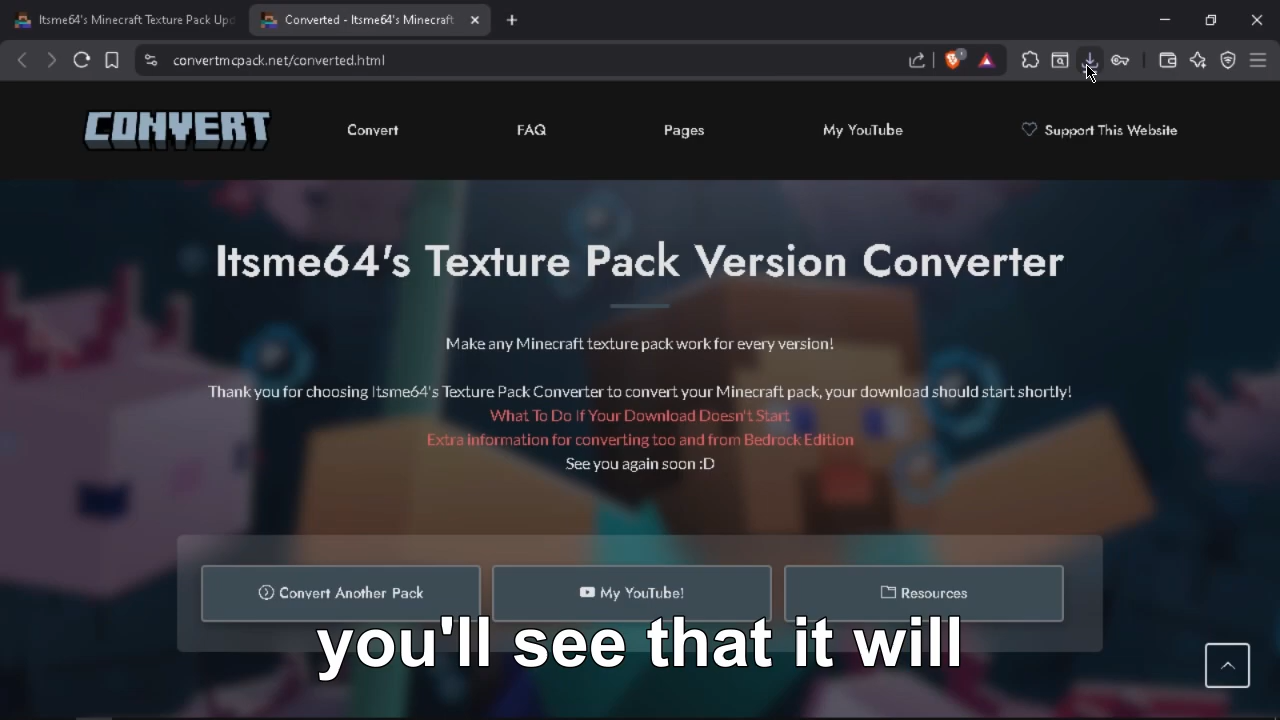 Itsme64's Minecraft Texture Pack Upd
Converted - Itsme64's Minecraft
convertmcpack.net/converted.html
CONVERT
Convert
FAQ
Pages
My YouTube
Support This Website
Itsme64's Texture Pack Version Converter
Make any Minecraft texture pack work for every version!
Thank you for choosing Itsme64's Texture Pack Converter to convert your Minecraft pack, your download should start shortly!
What To Do If Your Download Doesn't Start
Extra information for converting too and from Bedrock Edition
See you again soon :D
Convert Another Pack
My YouTube!
Resources
you'll see that it will